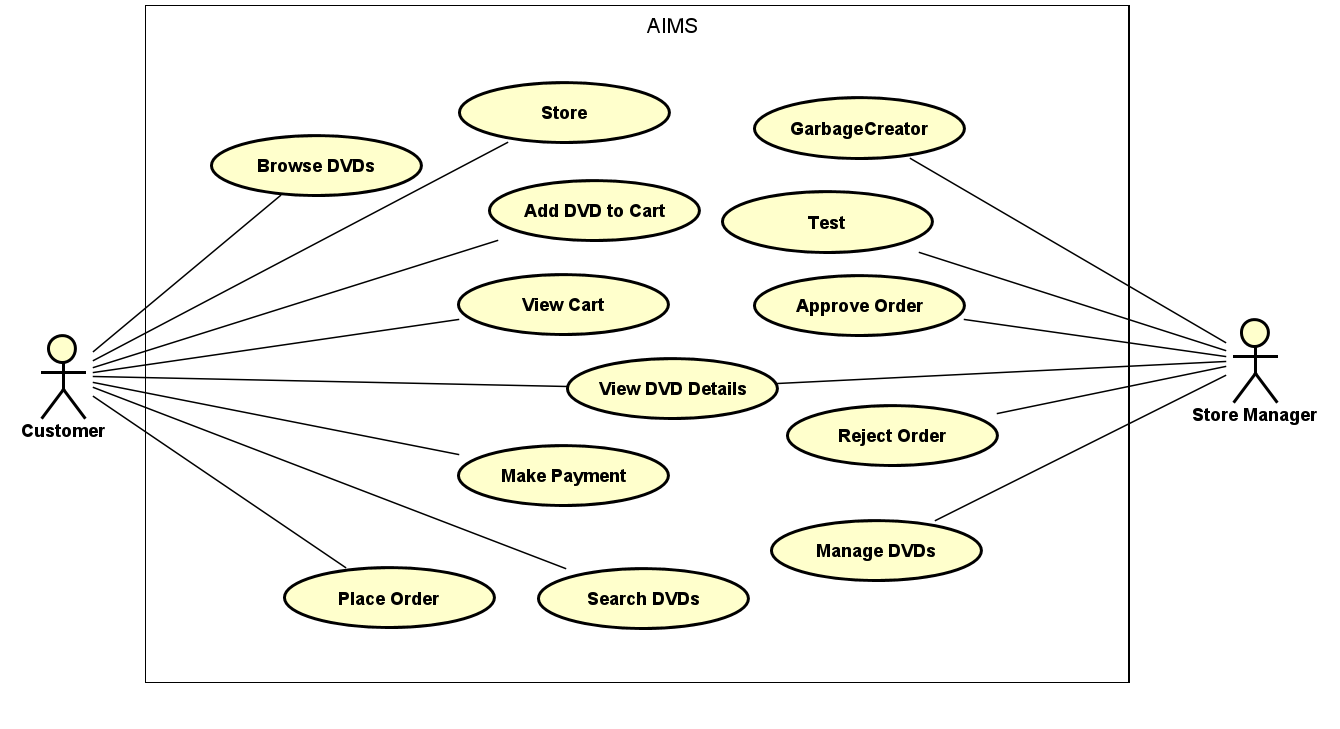 AIMS
Store
GarbageCreator
Browse DVDs
Add DVD to Cart
Test
View Cart
Approve Order
View DVD Details
Customer
Store Manager
Reject Order
Make Payment
Manage DVDs
Place Order
Search DVDs